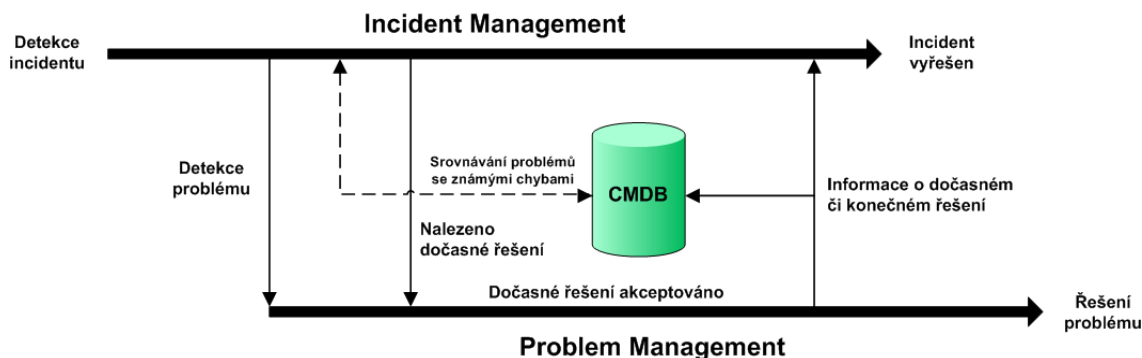 Incident Management
Detekce
incidentu
Incident
vyřešen
Detekce
problému
Srovnávání problémů
se známými chybami
CMDB
Informace o dočasném
či konečném řešení
Nalezeno
dočasné řešení
Dočasné řešení akceptováno
Řešení
problému
Problem Management